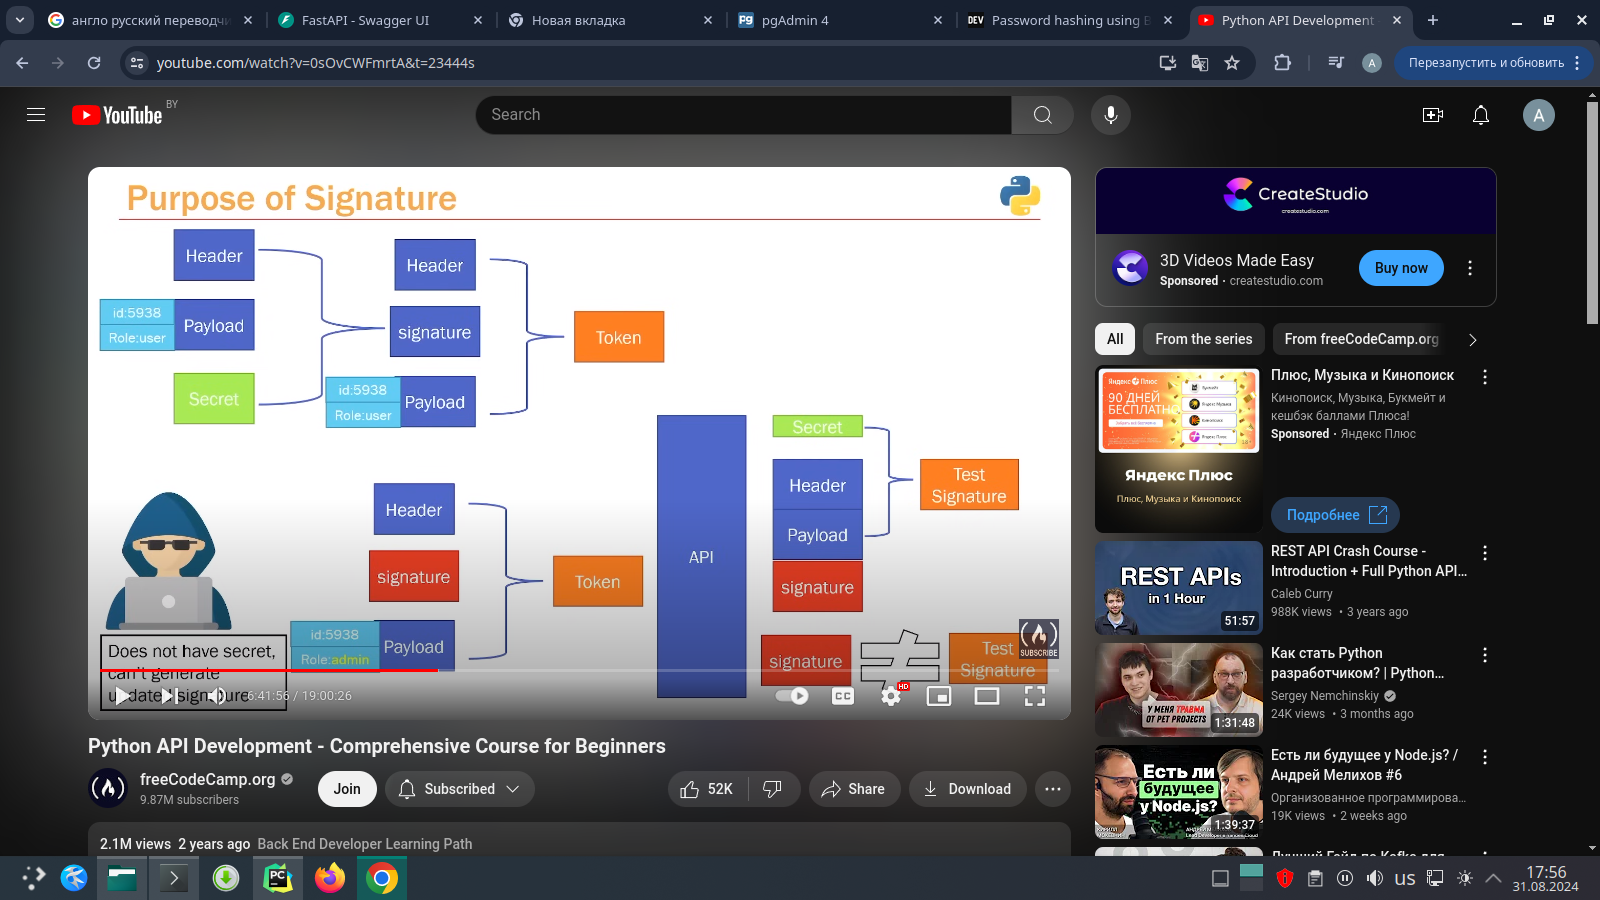 англо русский переводчи
FastAPI - Swagger UI
Новая вкладка
pgAdmin 4
Password hashing using B
Python API Development
youtube.com/watch?v=0sOvCWFmrtA&t=23444s
A
Перезапустить и обновить
YouTube
BY
Search
A
Purpose of Signature
Header
id:5938
Role:user
Payload
Secret
Header
signature
id:5938
Role:user
Payload
Token
Header
signature
id:5938
Role:admin
Payload
Token
API
Secret
Header
Payload
signature
Test
Signature
signature
Test
Signature
SUBSCRIBE
Does not have secret,
can't generate
updated signature
6:41:56 / 19:00:26
CC
HD
Python API Development - Comprehensive Course for Beginners
freeCodeCamp.org
9.87M subscribers
Join
Subscribed
52K
Share
Download
2.1M views 2 years ago Back End Developer Learning Path
CreateStudio
createstudio.com
3D Videos Made Easy
Sponsored · createstudio.com
Buy now
All
From the series
From freeCodeCamp.org
Яндекс Плюс
90 ДНЕЙ
БЕСПЛАТНО
Яндекс Плюс
Плюс, Музыка и Кинопоиск
Плюс, Музыка и Кинопоиск
Кинопоиск, Музыка, Букмейт и
кешбэк баллами Плюса!
Sponsored · Яндекс Плюс
Подробнее
REST APIs
in 1 Hour
51:57
REST API Crash Course -
Introduction + Full Python API...
Caleb Curry
988K views • 3 years ago
У МЕНЯ ТРАВМА
ОТ PET PROJECTS
1:31:48
Как стать Python
разработчиком? | Python...
Sergey Nemchinskiy
24K views • 3 months ago
Есть ли
будущее
у Node.js?
1:39:37
Есть ли будущее у Node.js? /
Андрей Мелихов #6
Организованное программирова...
19K views • 2 weeks ago
PC
us
17:56
31.08.2024